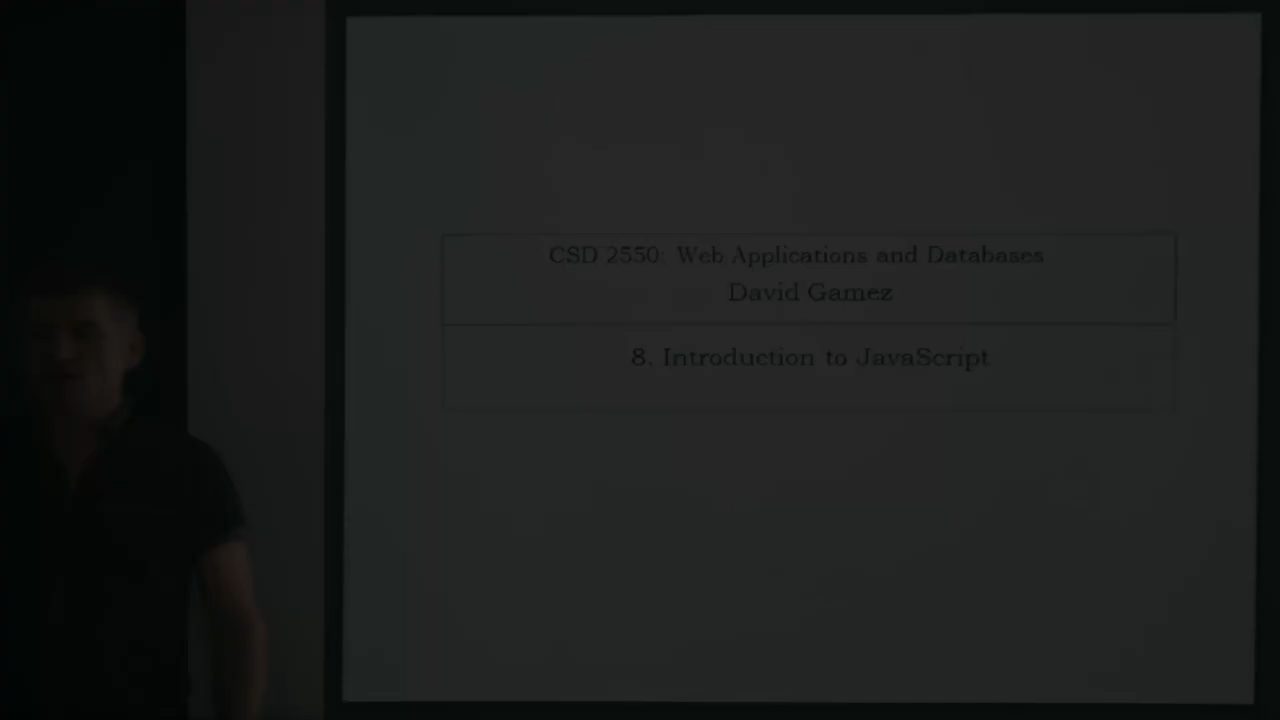 CSD 2550: Web Applications and Databases
David Gamez
8. Introduction to JavaScript